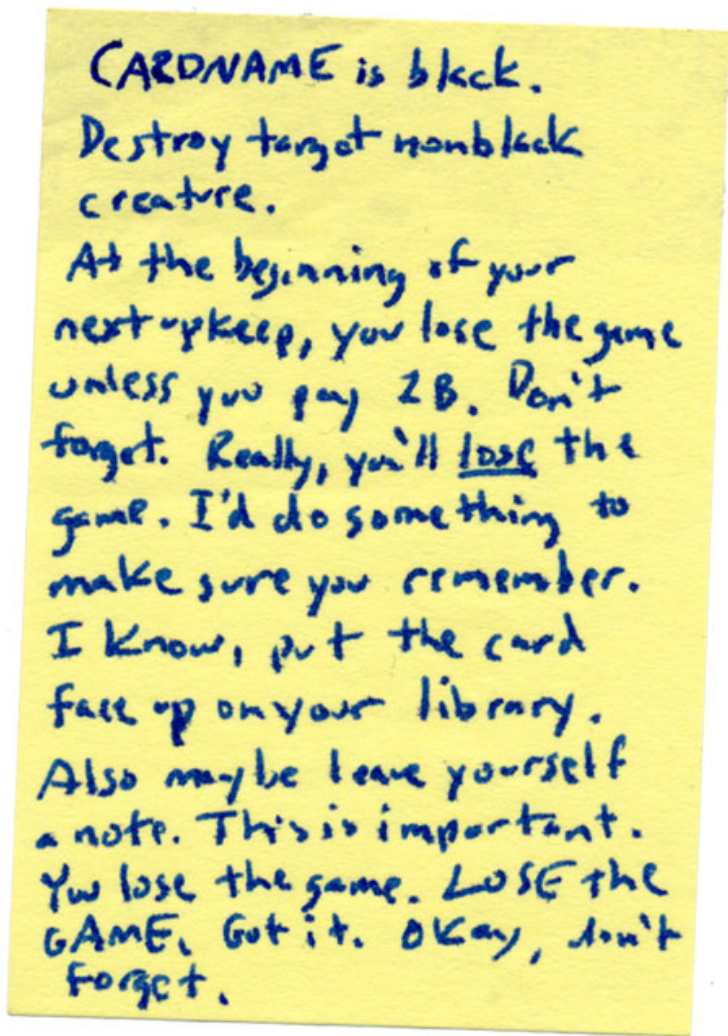 CARDNAME is black.
Destroy target nonblack
creature.
At the beginning of your
next upkeep, you lose the game
unless you pay 2B. Don't
forget. Really, you'll lose the
game. I'd do something to
make sure you remember.
I know, put the card
face up on your library.
Also maybe leave yourself
a note. This is important.
You lose the game. LOSE the
GAME. Got it. Okay, don't
forget.